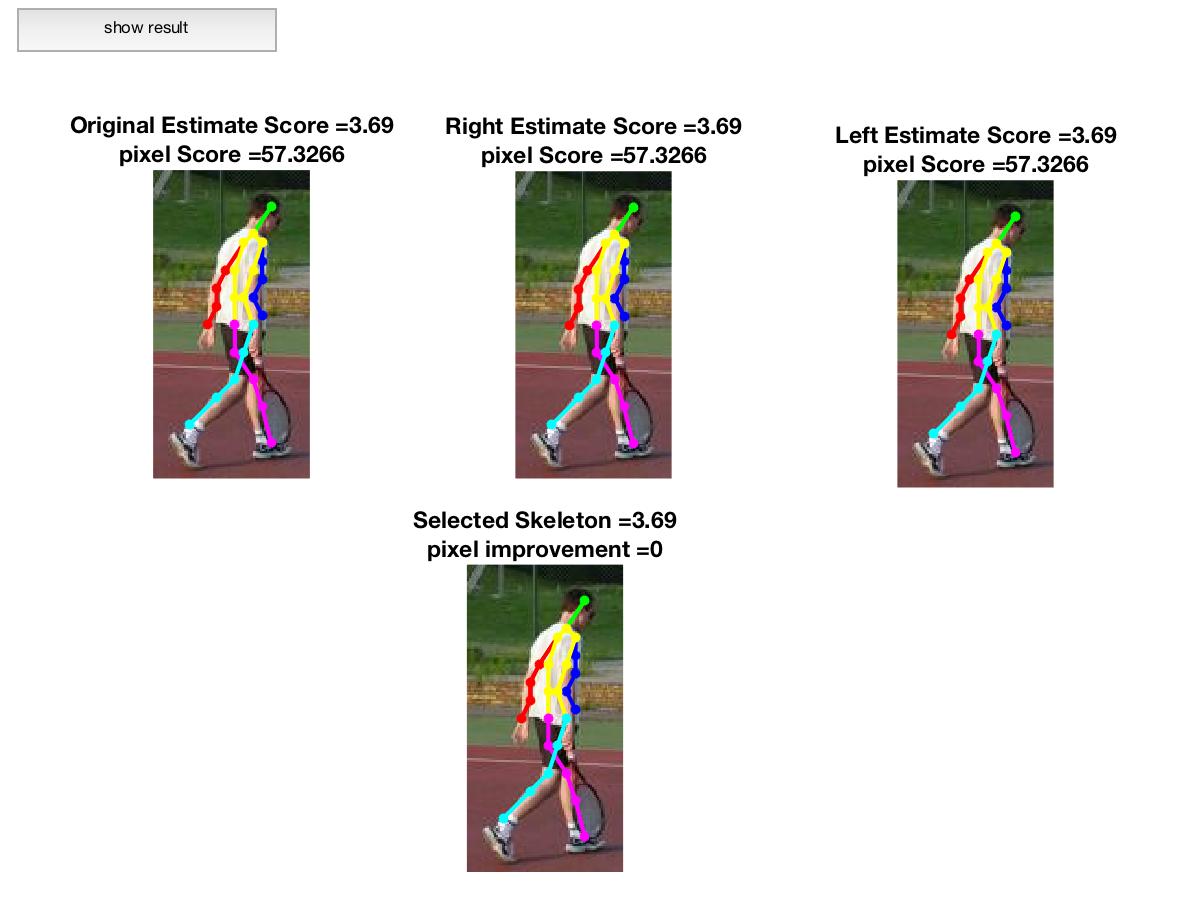 show result
Original Estimate Score =3.69
pixel Score =57.3266
Right Estimate Score =3.69
pixel Score =57.3266
Left Estimate Score =3.69
pixel Score =57.3266
Selected Skeleton =3.69
pixel improvement =0